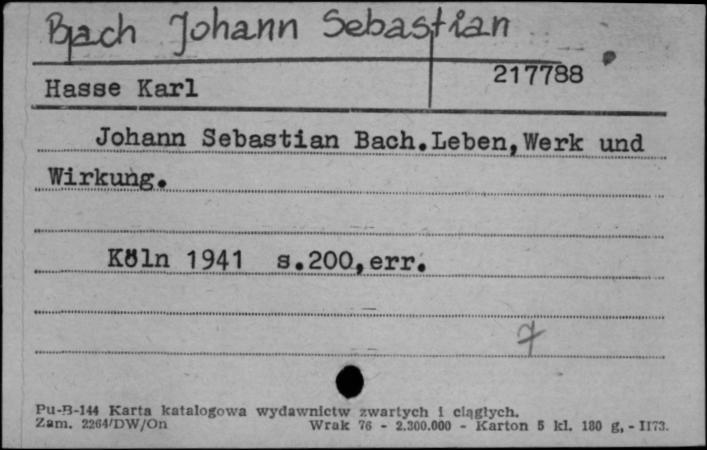 Bach Johann Sebastian
217788
Hasse Karl
Johann Sebastian Bach.Leben,Werk und
Wirkung.
Köln 1941 s.200,err.
7
Pu-B-144 Karta katalogowa wydawnictw zwartych i ciągłych.
Zam. 2264/DW/On Wrak 76 - 2.300.000 - Karton 5 kl. 180 g, - II73.